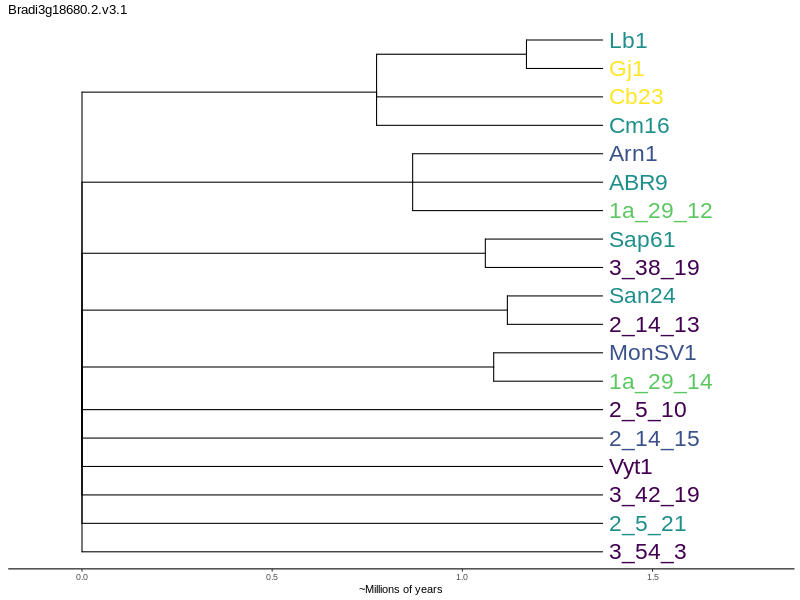 Bradi3g18680.2.v3.1
Lb1
Gj1
Cb23
Cm16
Arn1
ABR9
1a_29_12
Sap61
3_38_19
San24
2_14_13
MonSV1
1a_29_14
2_5_10
2_14_15
Vyt1
3_42_19
2_5_21
3_54_3
0.0 0.5 1.0 1.5
~Millions of years